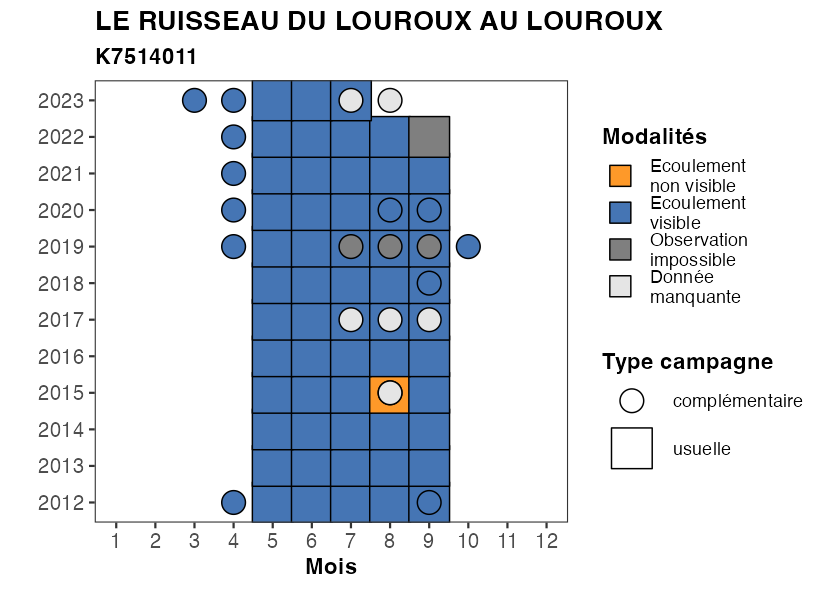 LE RUISSEAU DU LOUROUX AU LOUROUX
K7514011
2023
2022
2021
2020
2019
2018
2017
2016
2015
2014
2013
2012
1 2 3 4 5 6 7 8 9 10 11 12
Mois
Modalités
Ecoulement
non visible
Ecoulement
visible
Observation
impossible
Donnée
manquante
Type campagne
complémentaire
usuelle